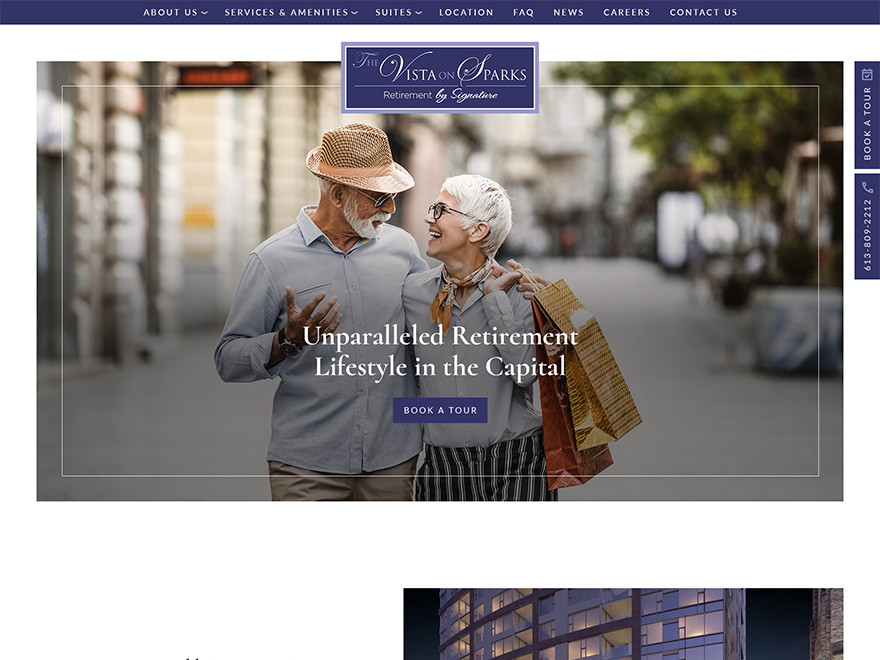 ABOUT US SERVICES & AMENITIES SUITES LOCATION FAQ NEWS CAREERS CONTACT US
THE VISTA ON SPARKS
Retirement by Signature
BOOK A TOUR
613-809-2212
Unparalleled Retirement
Lifestyle in the Capital
BOOK A TOUR